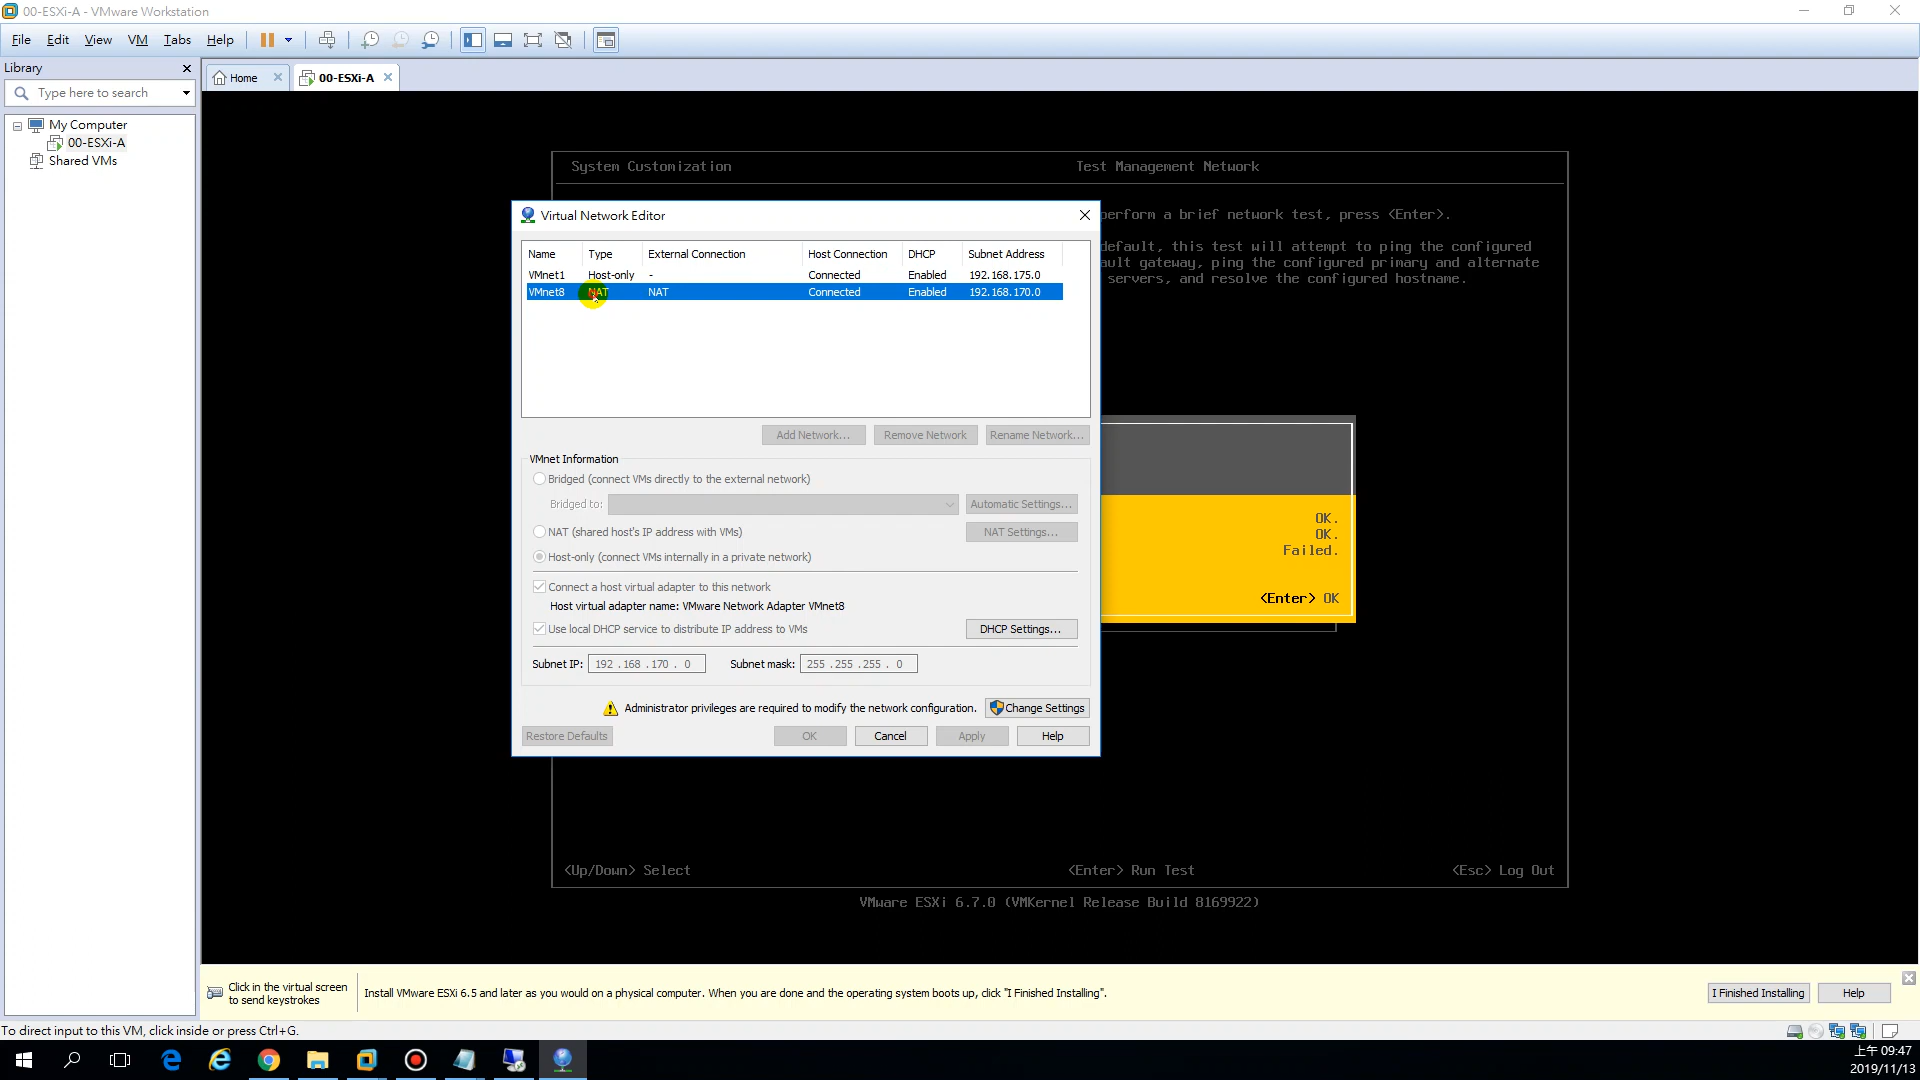 00-ESXi-A - VMware Workstation
File Edit View VM Tabs Help
Library
Home
00-ESXi-A
Type here to search
My Computer
00-ESXi-A
Shared VMs
System Customization
Test Management Network
erform a brief network test, press <Enter>.
default, this test will attempt to ping the configured
ault gateway, ping the configured primary and alternate
servers, and resolve the configured hostname.
Virtual Network Editor
Name Type External Connection Host Connection DHCP Subnet Address
VMnet1 Host-only - Connected Enabled 192.168.175.0
VMnet8 NAT NAT Connected Enabled 192.168.170.0
Add Network... Remove Network Rename Network...
VMnet Information
Bridged (connect VMs directly to the external network)
Bridged to: Automatic Settings...
NAT (shared host's IP address with VMs) NAT Settings...
Host-only (connect VMs internally in a private network)
Connect a host virtual adapter to this network
Host virtual adapter name: VMware Network Adapter VMnet8
Use local DHCP service to distribute IP address to VMs DHCP Settings...
Subnet IP: 192 . 168 . 170 . 0 Subnet mask: 255 . 255 . 255 . 0
Administrator privileges are required to modify the network configuration. Change Settings
Restore Defaults OK Cancel Apply Help
OK.
OK.
Failed.
<Enter> OK
<Up/Down> Select <Enter> Run Test <Esc> Log Out
VMware ESXi 6.7.0 (VMKernel Release Build 8169922)
Click in the virtual screen
to send keystrokes
Install VMware ESXi 6.5 and later as you would on a physical computer. When you are done and the operating system boots up, click "I Finished Installing".
I Finished Installing
Help
To direct input to this VM, click inside or press Ctrl+G.
上午 09:47
2019/11/13